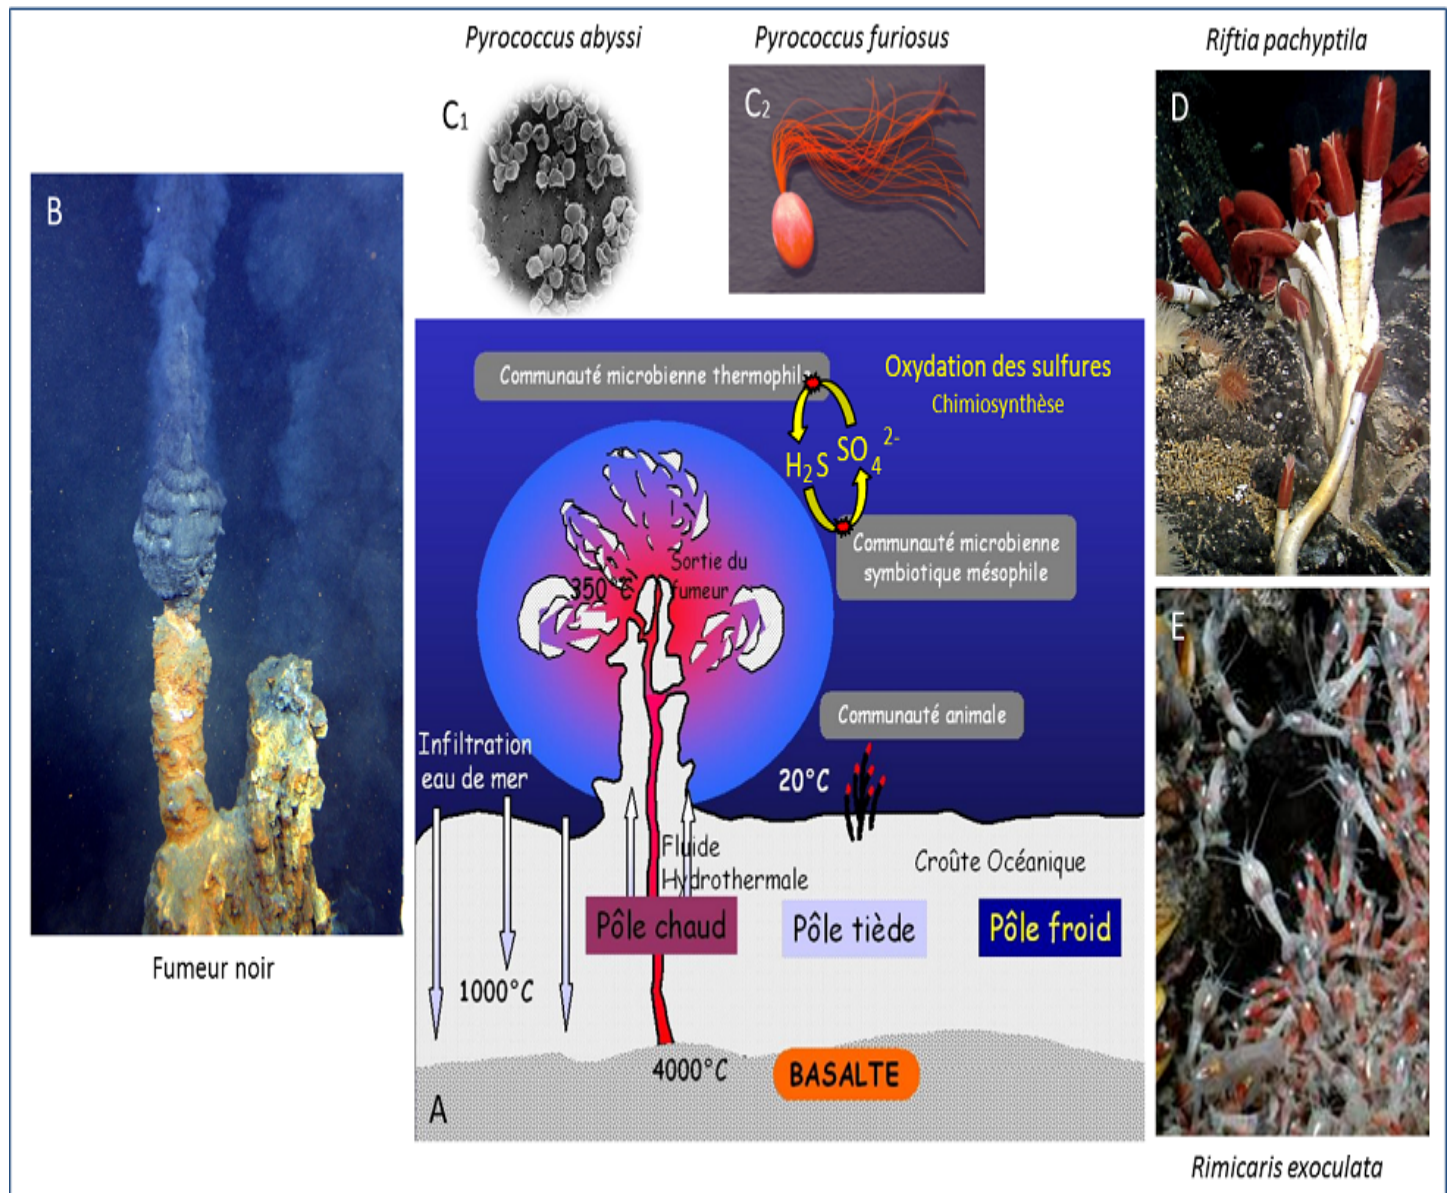 Pyrococcus abyssi
Pyrococcus furiosus
Riftia pachyptila
B
C1
C2
D
Communauté microbienne thermophile
Oxydation des sulfures
Chimiosynthèse
H2S SO4 2-
Communauté microbienne
symbiotique mésophile
Sortie du
350°C fumeur
E
Communauté animale
Infiltration
eau de mer
20°C
Fluide
Hydrothermale
Croûte Océanique
Pôle chaud
Pôle tiède
Pôle froid
Fumeur noir
1000°C
4000°C
BASALTE
A
Rimicaris exoculata